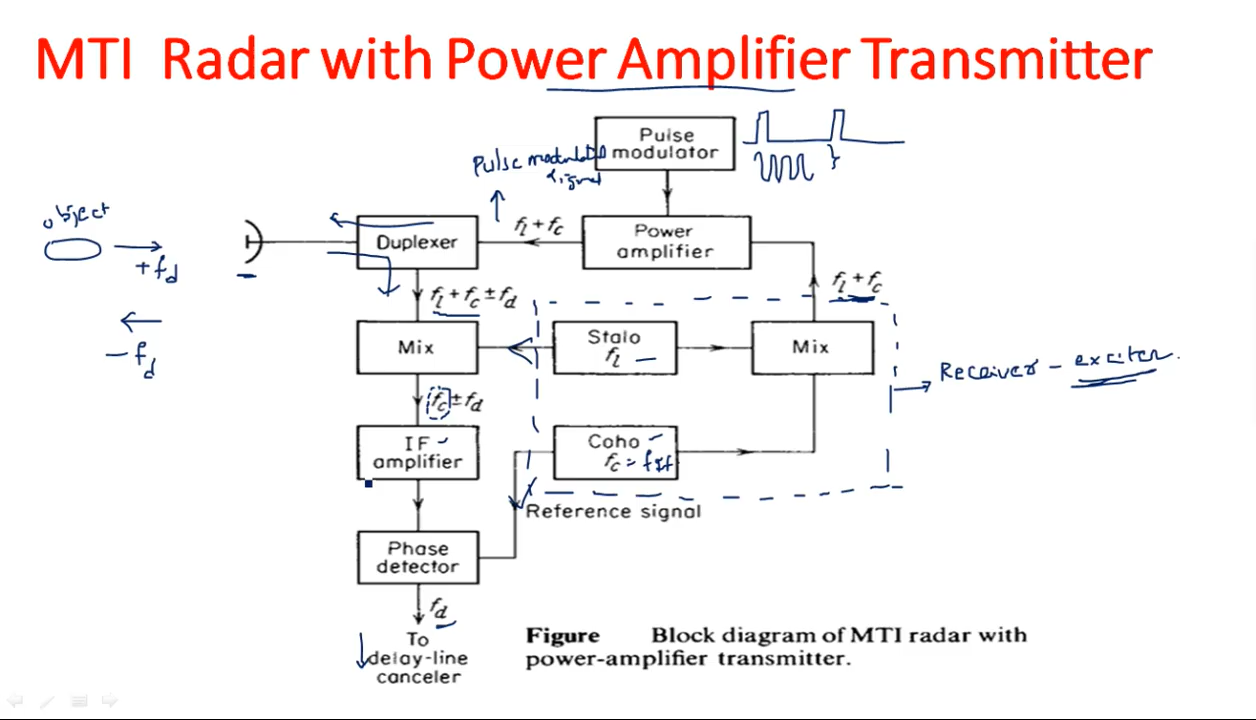 MTI Radar with Power Amplifier Transmitter
Pulse
modulator
Pulse modulated
signal
object
+fd
-fd
Duplexer
fl + fc
Power
amplifier
fl + fc ± fd
fl + fc
Mix
Stalo
fl
Mix
Receiver - exciter.
fc ± fd
IF
amplifier
Coho
fc = fIF
Reference signal
Phase
detector
fd
To
delay-line
canceler
Figure Block diagram of MTI radar with
power-amplifier transmitter.